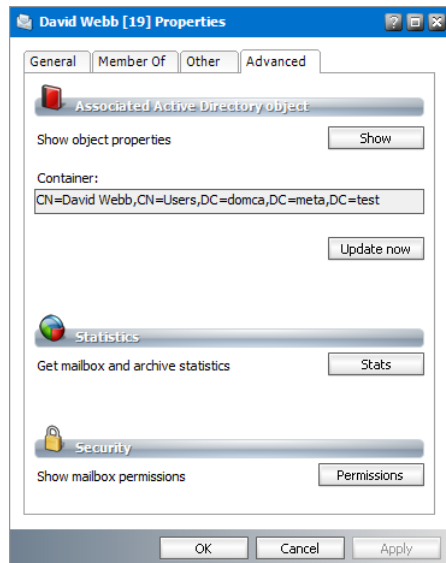 David Webb [19] Properties
General Member Of Other Advanced
Associated Active Directory object
Show object properties Show
Container:
CN=David Webb,CN=Users,DC=domca,DC=meta,DC=test
Update now
Statistics
Get mailbox and archive statistics Stats
Security
Show mailbox permissions Permissions
OK Cancel Apply